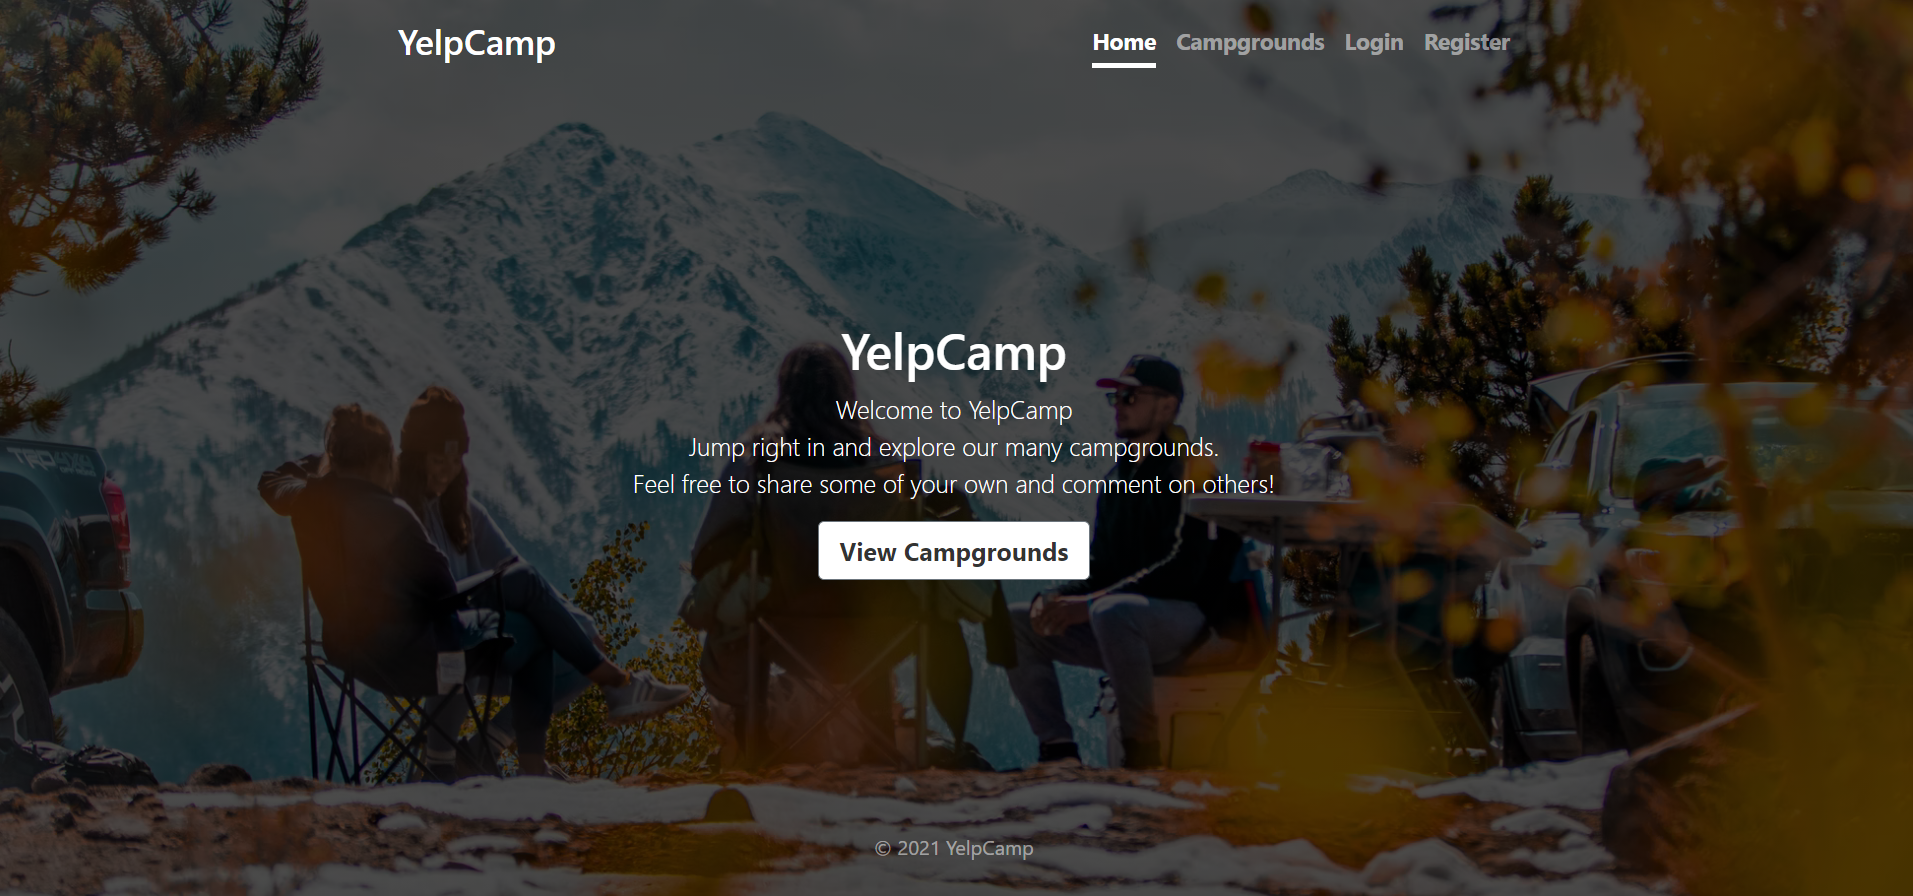 YelpCamp
Home Campgrounds Login Register
YelpCamp
Welcome to YelpCamp
Jump right in and explore our many campgrounds.
Feel free to share some of your own and comment on others!
View Campgrounds
© 2021 YelpCamp